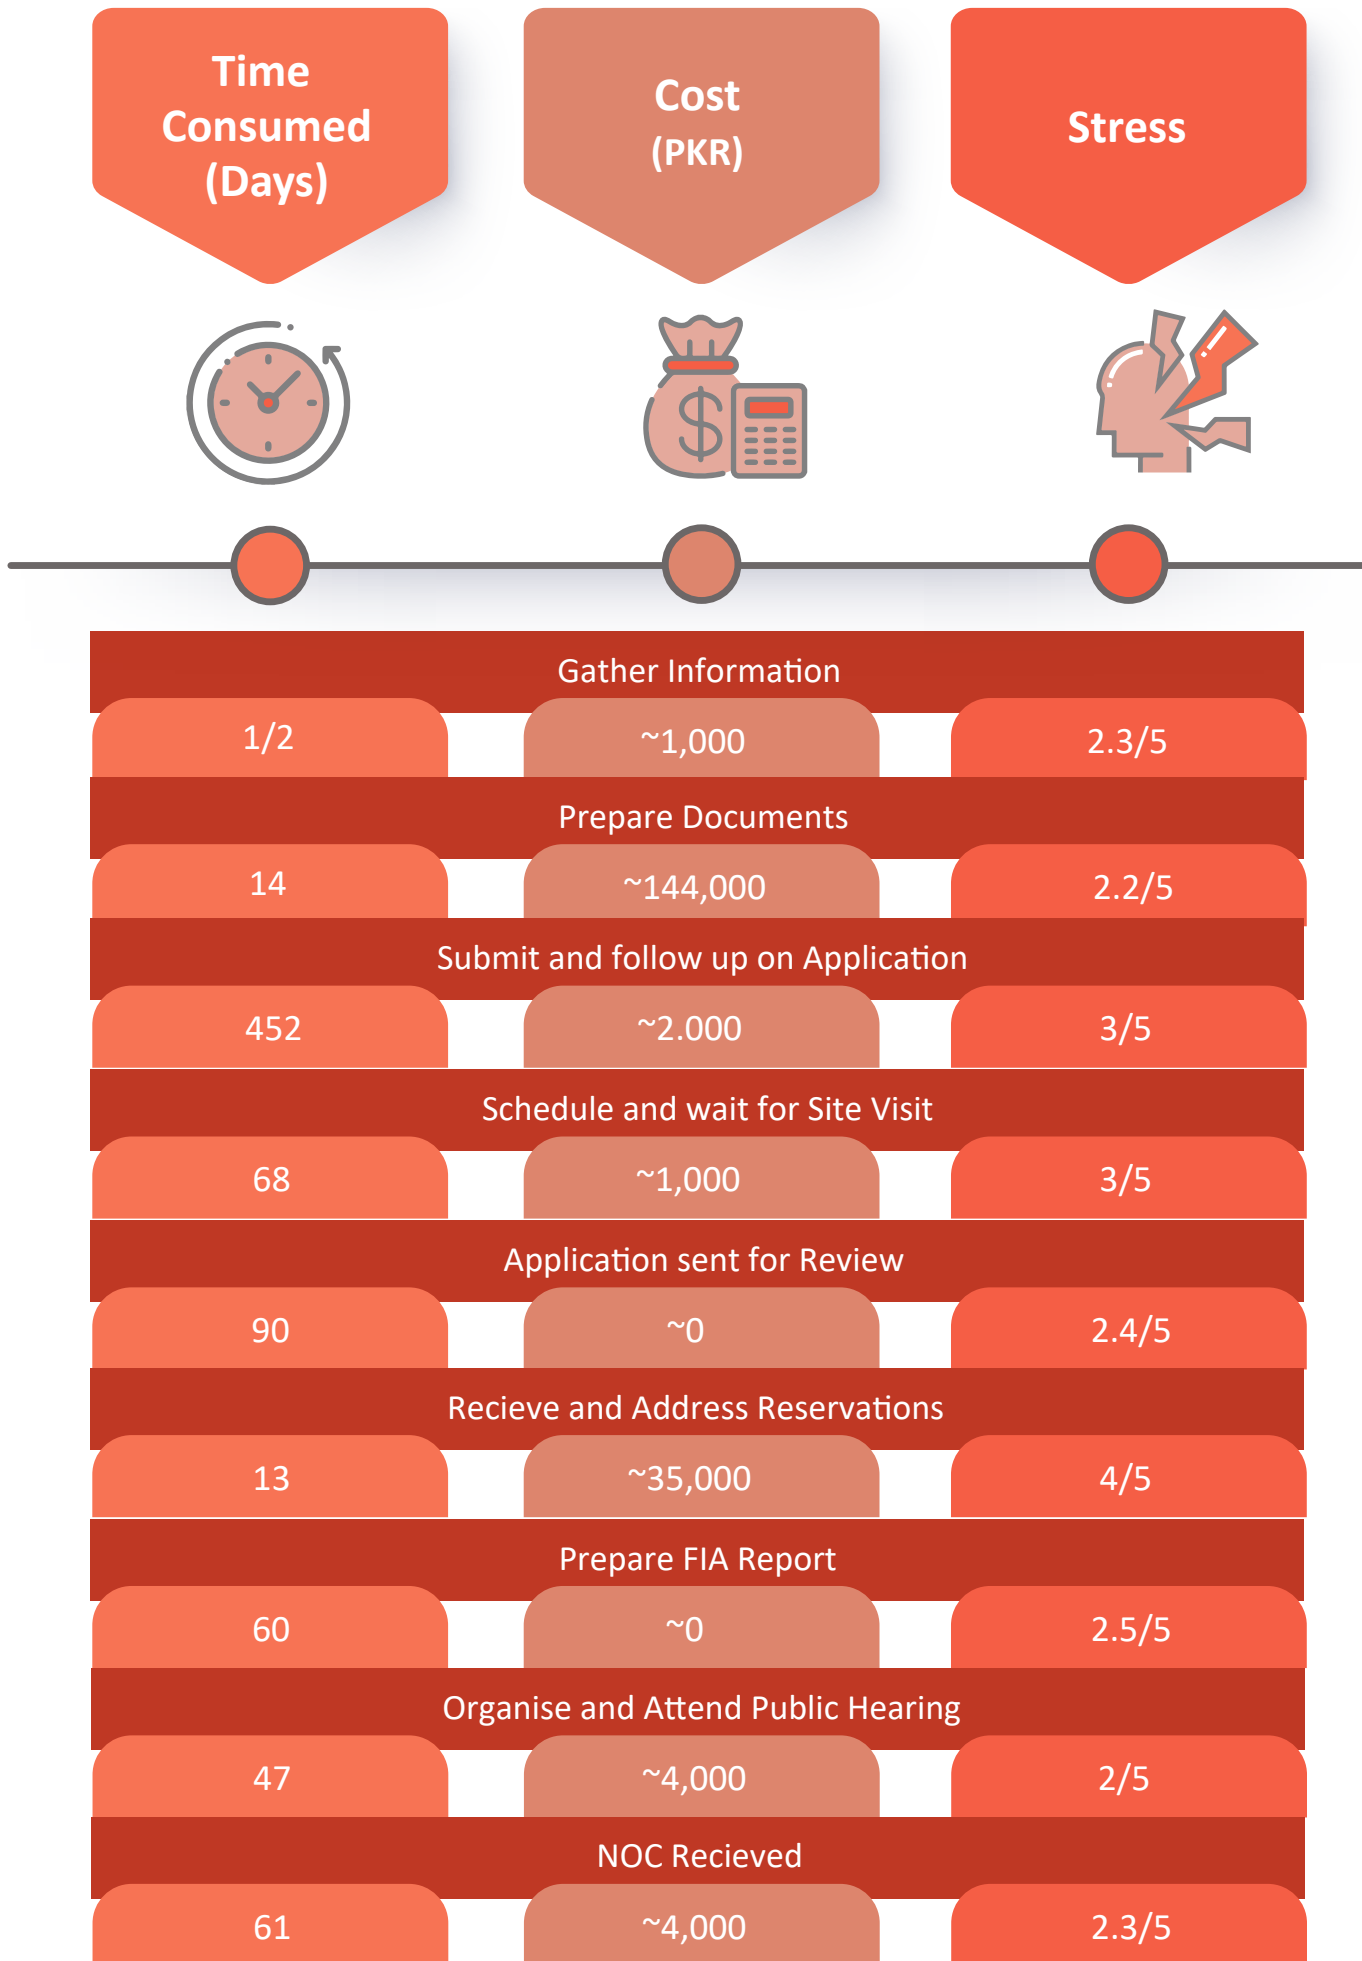 Time
Consumed
(Days)
Cost
(PKR)
Stress
Gather Information
1/2
~1,000
2.3/5
Prepare Documents
14
~144,000
2.2/5
Submit and follow up on Application
452
~2.000
3/5
Schedule and wait for Site Visit
68
~1,000
3/5
Application sent for Review
90
~0
2.4/5
Recieve and Address Reservations
13
~35,000
4/5
Prepare FIA Report
60
~0
2.5/5
Organise and Attend Public Hearing
47
~4,000
2/5
NOC Recieved
61
~4,000
2.3/5